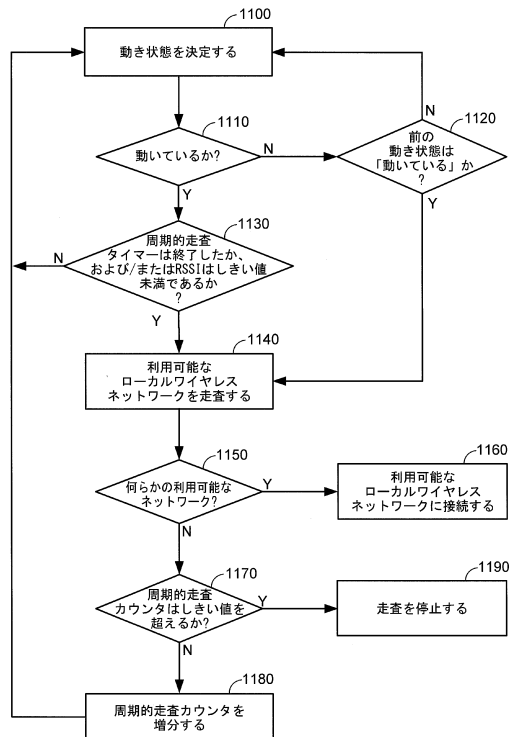 1100
動き状態を決定する
1110
動いているか?
N
Y
N
1120
前の
動き状態は
「動いている」か
?
Y
1130
周期的走査
タイマーは終了したか、
および/またはRSSIはしきい値
未満であるか
?
N
Y
1140
利用可能な
ローカルワイヤレス
ネットワークを走査する
1150
何らかの利用可能な
ネットワーク?
Y
N
1160
利用可能な
ローカルワイヤレス
ネットワークに接続する
1170
周期的走査
カウンタはしきい値を
超えるか?
Y
N
1190
走査を停止する
1180
周期的走査カウンタを
増分する